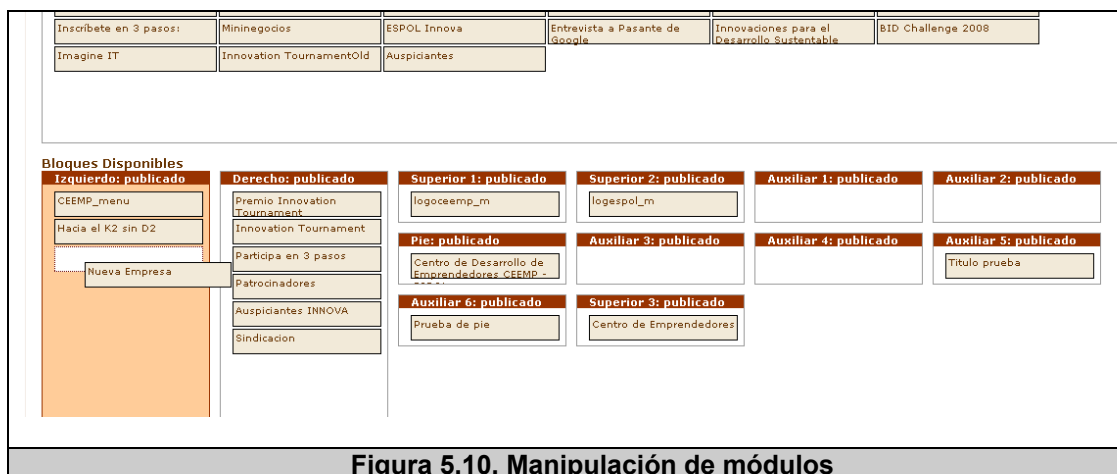 Inscríbete en 3 pasos:
Mininegocios
ESPOL Innova
Entrevista a Pasante de
Google
Innovaciones para el
Desarrollo Sustentable
BID Challenge 2008
Imagine IT
Innovation TournamentOld
Auspiciantes
Bloques Disponibles
Izquierdo: publicado
CEEMP_menu
Hacia el K2 sin D2
Nueva Empresa
Derecho: publicado
Premio Innovation
Tournament
Innovation Tournament
Participa en 3 pasos
Patrocinadores
Auspiciantes INNOVA
Sindicacion
Superior 1: publicado
logoceemp_m
Superior 2: publicado
logespol_m
Auxiliar 1: publicado
Auxiliar 2: publicado
Pie: publicado
Centro de Desarrollo de
Emprendedores CEEMP -
Auxiliar 3: publicado
Auxiliar 4: publicado
Auxiliar 5: publicado
Titulo prueba
Auxiliar 6: publicado
Prueba de pie
Superior 3: publicado
Centro de Emprendedores
Figura 5.10. Manipulación de módulos